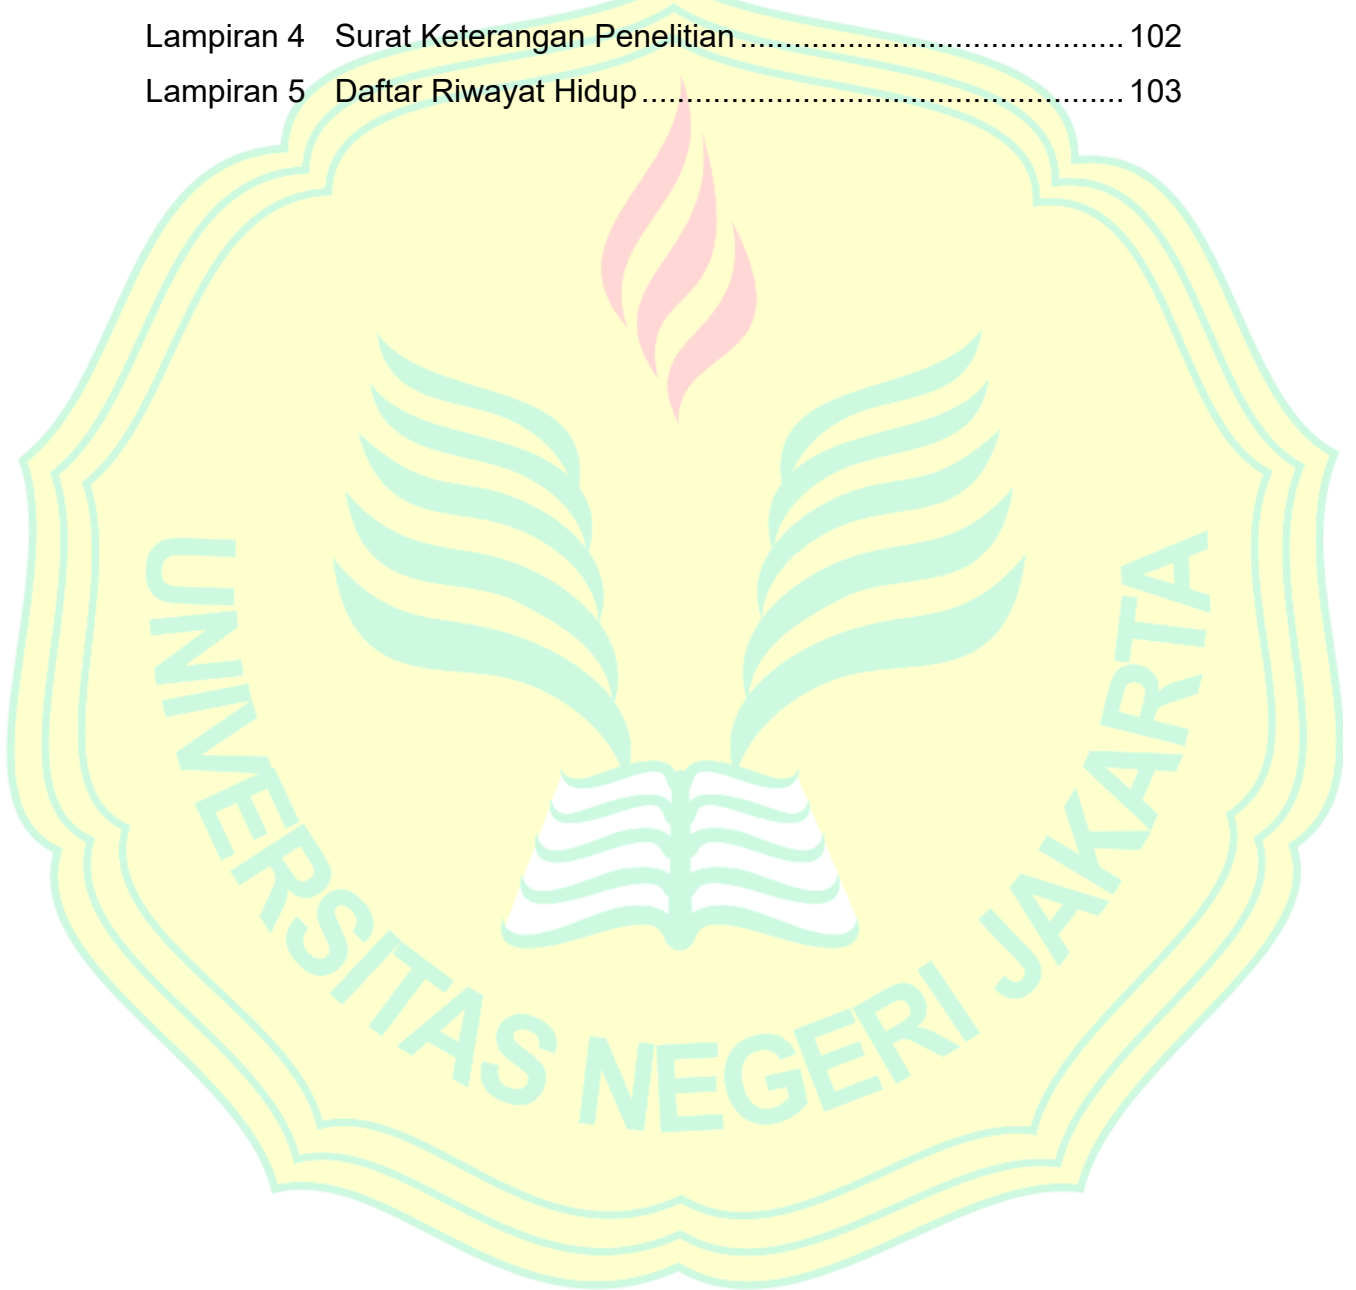 Lampiran 4 Surat Keterangan Penelitian ........................................... 102
Lampiran 5 Daftar Riwayat Hidup ...................................................... 103
UNIVERSITAS NEGERI JAKARTA